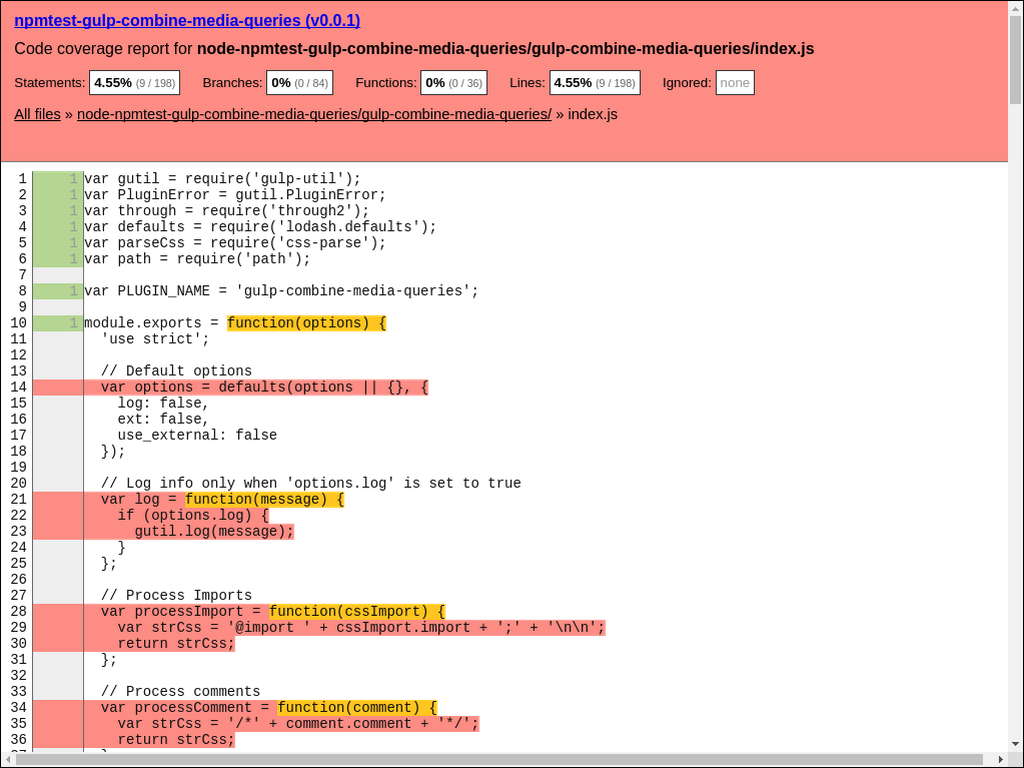 npmtest-gulp-combine-media-queries (v0.0.1)
Code coverage report for node-npmtest-gulp-combine-media-queries/gulp-combine-media-queries/index.js
Statements: 4.55% (9 / 198) Branches: 0% (0 / 84) Functions: 0% (0 / 36) Lines: 4.55% (9 / 198) Ignored: none
All files » node-npmtest-gulp-combine-media-queries/gulp-combine-media-queries/ » index.js
1 1 var gutil = require('gulp-util');
2 1 var PluginError = gutil.PluginError;
3 1 var through = require('through2');
4 1 var defaults = require('lodash.defaults');
5 1 var parseCss = require('css-parse');
6 1 var path = require('path');
7
8 1 var PLUGIN_NAME = 'gulp-combine-media-queries';
9
10 1 module.exports = function(options) {
11 'use strict';
12
13 // Default options
14 var options = defaults(options || {}, {
15 log: false,
16 ext: false,
17 use_external: false
18 });
19
20 // Log info only when 'options.log' is set to true
21 var log = function(message) {
22 if (options.log) {
23 gutil.log(message);
24 }
25 };
26
27 // Process Imports
28 var processImport = function(cssImport) {
29 var strCss = '@import ' + cssImport.import + ';' + '\n\n';
30 return strCss;
31 };
32
33 // Process comments
34 var processComment = function(comment) {
35 var strCss = '/*' + comment.comment + '*/';
36 return strCss;